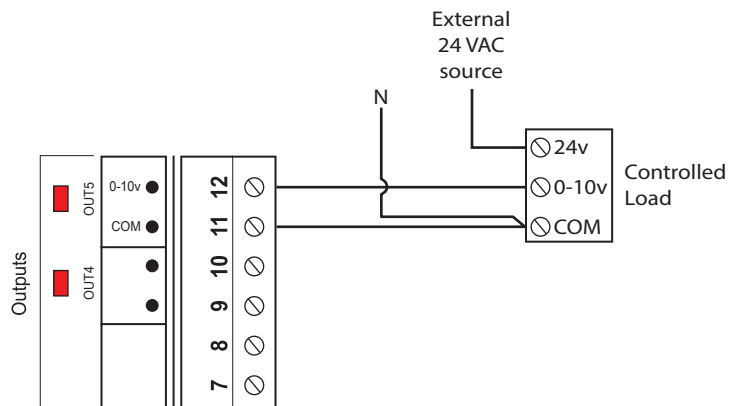 External
24 VAC
source
N
24v
0-10v
COM
Controlled
Load
Outputs
OUT5
OUT4
0-10v
COM
12
11
10
9
8
7